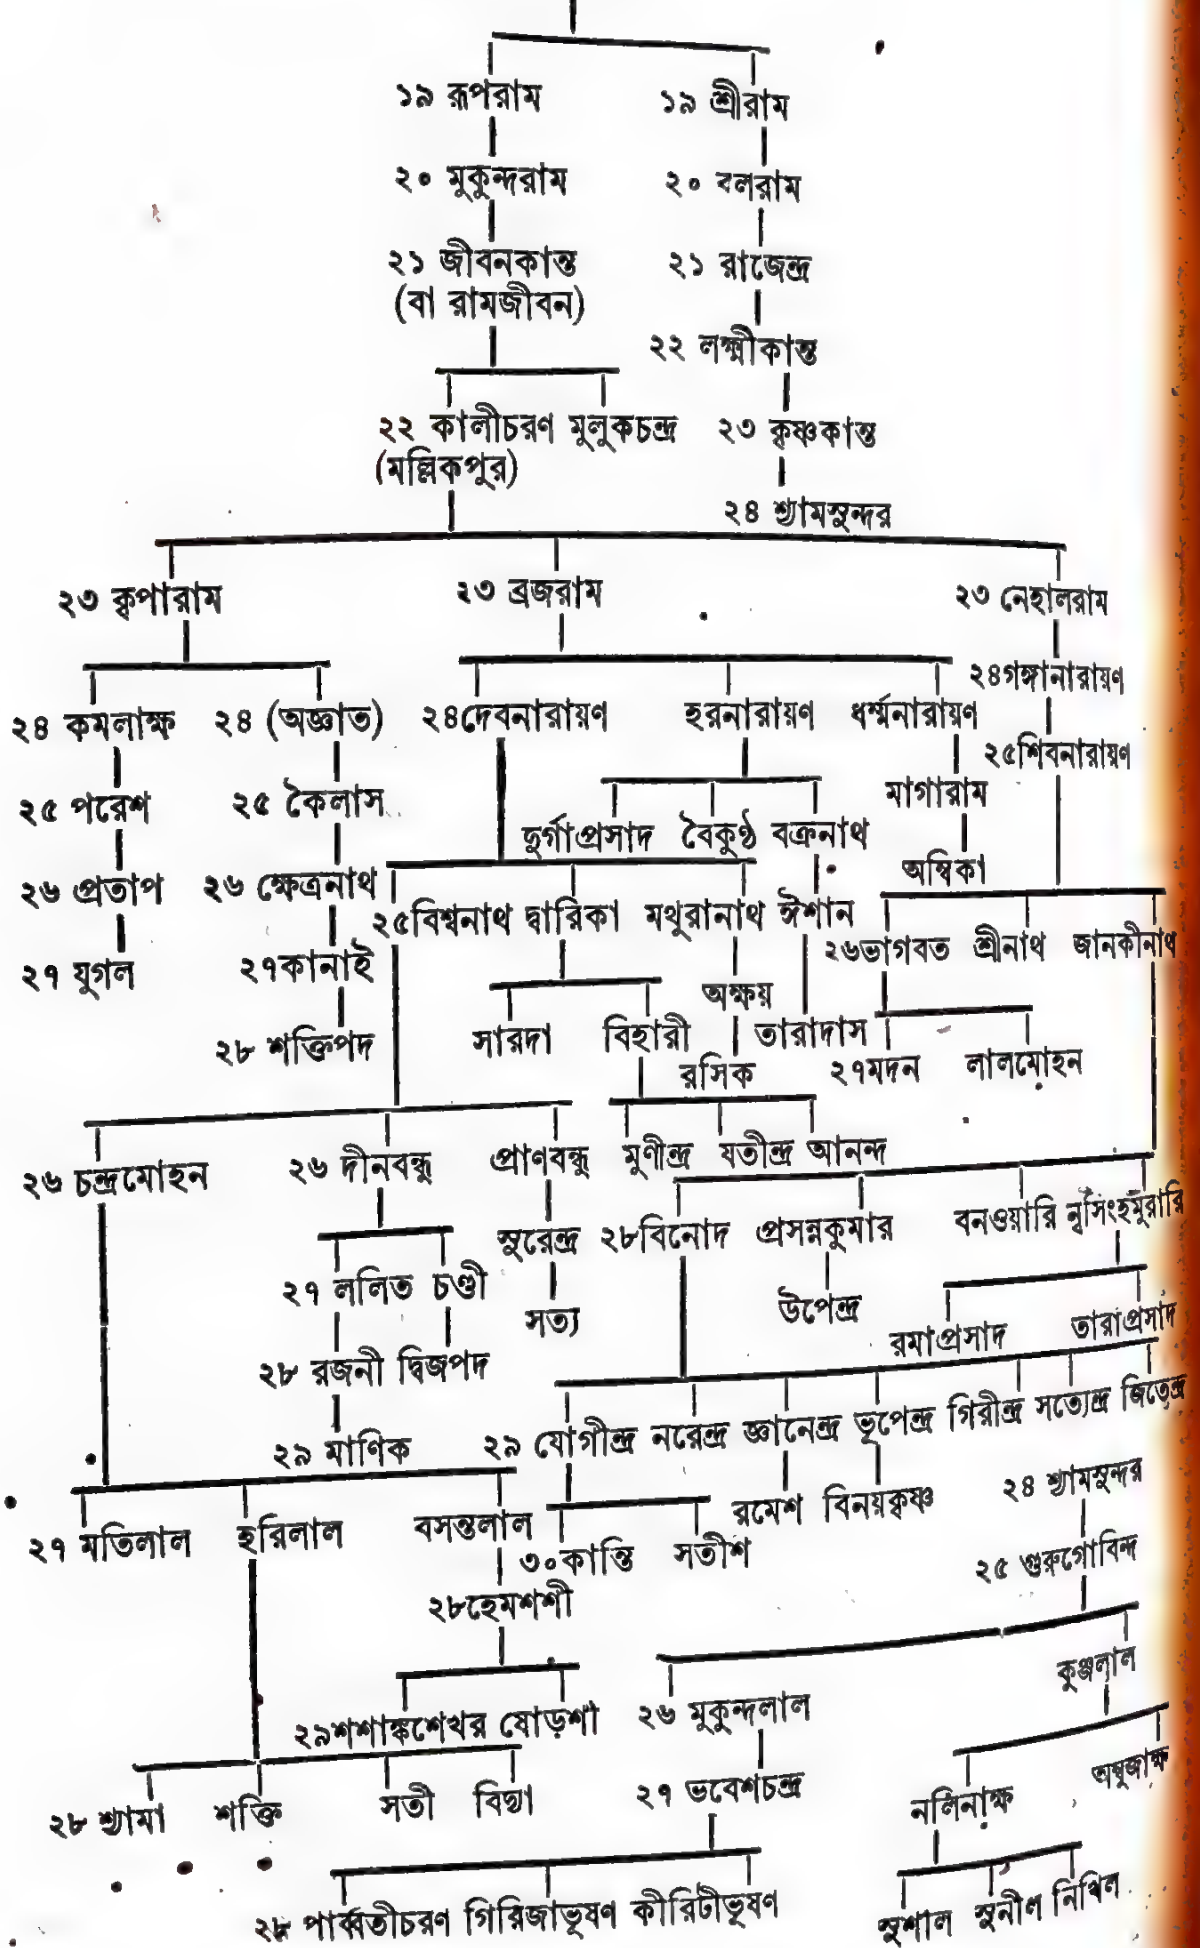 ১৯ রূপরাম ১৯ শ্রীরাম
২০ মুকুন্দরাম ২০ বলরাম
২১ জীবনকান্ত ২১ রাজেন্দ্র
(বা রামজীবন)
২২ লক্ষ্মীকান্ত
২২ কালীচরণ মুলুকচন্দ্র ২৩ কৃষ্ণকান্ত
(মল্লিকপুর)
২৪ শ্যামসুন্দর
২৩ কৃপারাম ২৩ ব্রজরাম ২৩ নেহালরাম
২৪গঙ্গানারায়ণ
২৪ কমলাক্ষ ২৪ (অজ্ঞাত) ২৪দেবনারায়ণ হরনারায়ণ ধর্ম্মনারায়ণ
২৫শিবনারায়ণ
২৫ পরেশ ২৫ কৈলাস মাগারাম
দুর্গাপ্রসাদ বৈকুণ্ঠ বক্রনাথ
অম্বিকা
২৬ প্রতাপ ২৬ ক্ষেত্রনাথ
২৫বিশ্বনাথ দ্বারিকা মথুরানাথ ঈশান
২৬ভাগবত শ্রীনাথ জানকীনাথ
২৭ যুগল ২৭কানাই
অক্ষয়
২৮ শক্তিপদ সারদা বিহারী তারাদাস
রসিক ২৭মদন লালমোহন
২৬ চন্দ্রমোহন ২৬ দীনবন্ধু প্রাণবন্ধু মুণীন্দ্র যতীন্দ্র আনন্দ
সুরেন্দ্র ২৮বিনোদ প্রসন্নকুমার বনওয়ারি নৃসিংহমুরারি
২৭ ললিত চণ্ডী
সত্য উপেন্দ্র
রমাপ্রসাদ তারাপ্রসাদ
২৮ রজনী দ্বিজপদ
২৯ মাণিক ২৯ যোগীন্দ্র নরেন্দ্র জ্ঞানেন্দ্র ভূপেন্দ্র গিরীন্দ্র সত্যেন্দ্র জিতেন্দ্র
রমেশ বিনয়কৃষ্ণ ২৪ শ্যামসুন্দর
২৭ মতিলাল হরিলাল বসন্তলাল
৩০কান্তি সতীশ ২৫ গুরুগোবিন্দ
২৮হেমশশী
কুঞ্জলাল
২৯শশাঙ্কশেখর ষোড়শী ২৬ মুকুন্দলাল
অম্বুজাক্ষ
২৮ শ্যামা শক্তি সতী বিদ্যা ২৭ ভবেশচন্দ্র নলিনাক্ষ
২৮ পার্ব্বতীচরণ গিরিজাভূষণ কীরিটীভূষণ সুশীল সুনীল নিখিল